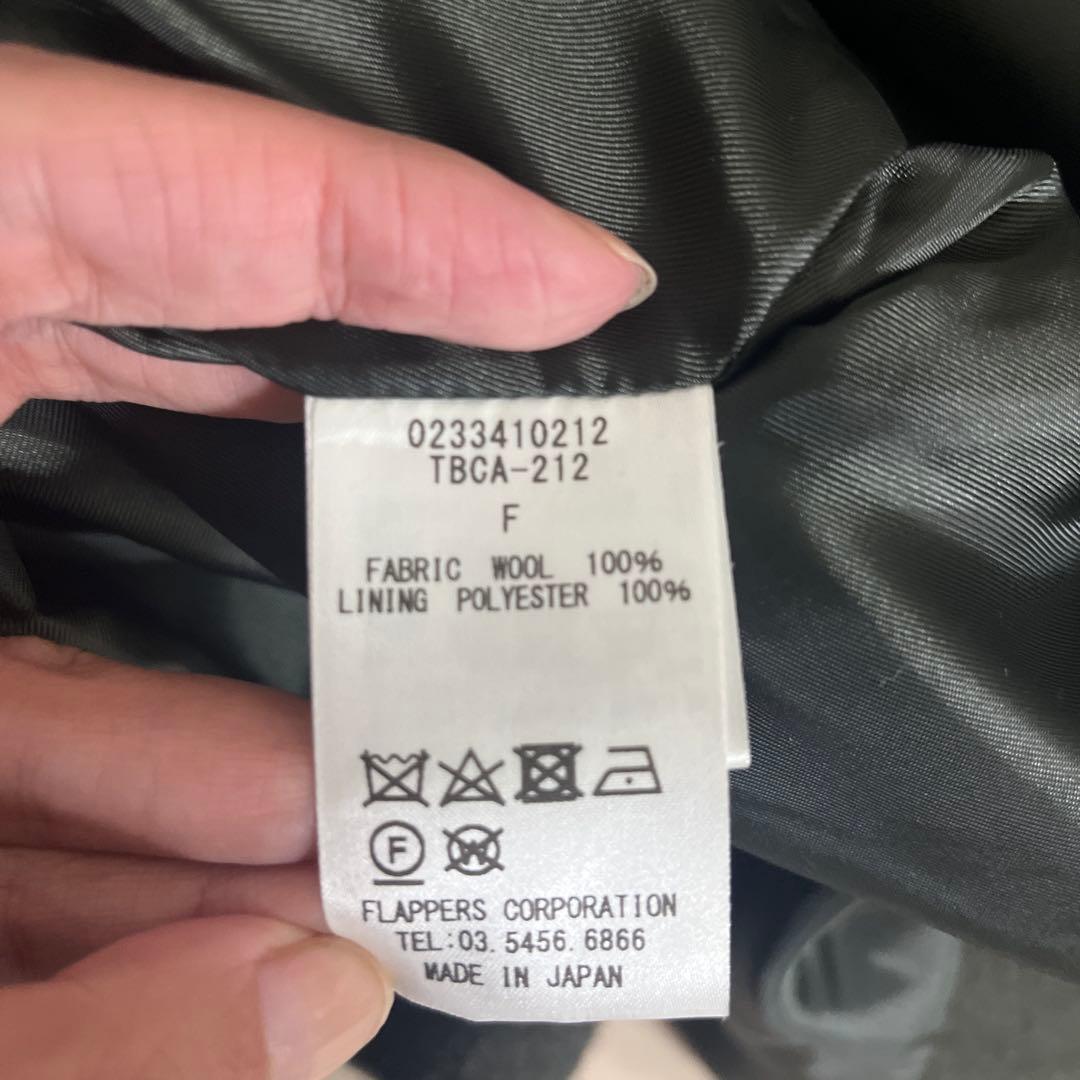 0233410212
TBCA-212
F
FABRIC WOOL 100%
LINING POLYESTER 100%
F W
FLAPPERS CORPORATION
TEL:03.5456.6866
MADE IN JAPAN